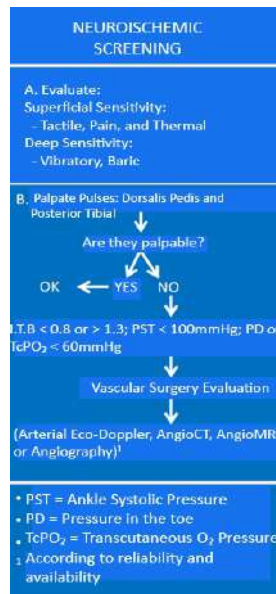 NEUROISCHEMIC
SCREENING
A. Evaluate:
Superficial Sensitivity:
- Tactile, Pain, and Thermal
Deep Sensitivity:
- Vibratory, Baric
B. Palpate Pulses: Dorsalis Pedis and
Posterior Tibial
Are they palpable?
OK YES NO
I.T.B < 0.8 or > 1.3; PST < 100mmHg; PD or
TcPO₂ < 60mmHg
Vascular Surgery Evaluation
(Arterial Eco-Doppler, AngioCT, AngioMR
or Angiography)¹
• PST = Ankle Systolic Pressure
• PD = Pressure in the toe
• TcPO₂ = Transcutaneous O₂ Pressure
₁ According to reliability and
availability